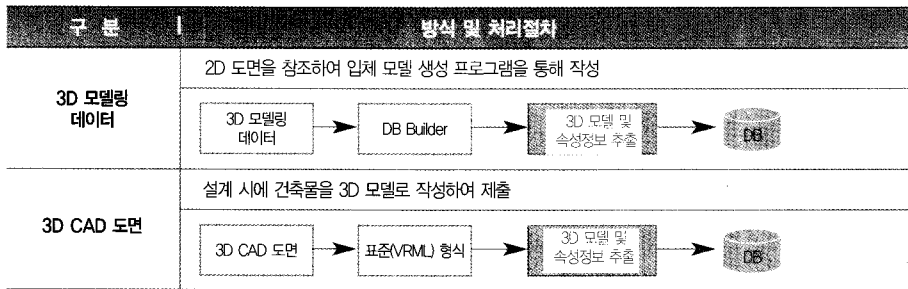 구 분
방식 및 처리절차
3D 모델링
데이터
2D 도면을 참조하여 입체 모델 생성 프로그램을 통해 작성
3D 모델링
데이터
DB Builder
3D 모델 및
속성정보 추출
DB
3D CAD 도면
설계 시에 건축물을 3D 모델로 작성하여 제출
3D CAD 도면
표준(VRML) 형식
3D 모델 및
속성정보 추출
DB